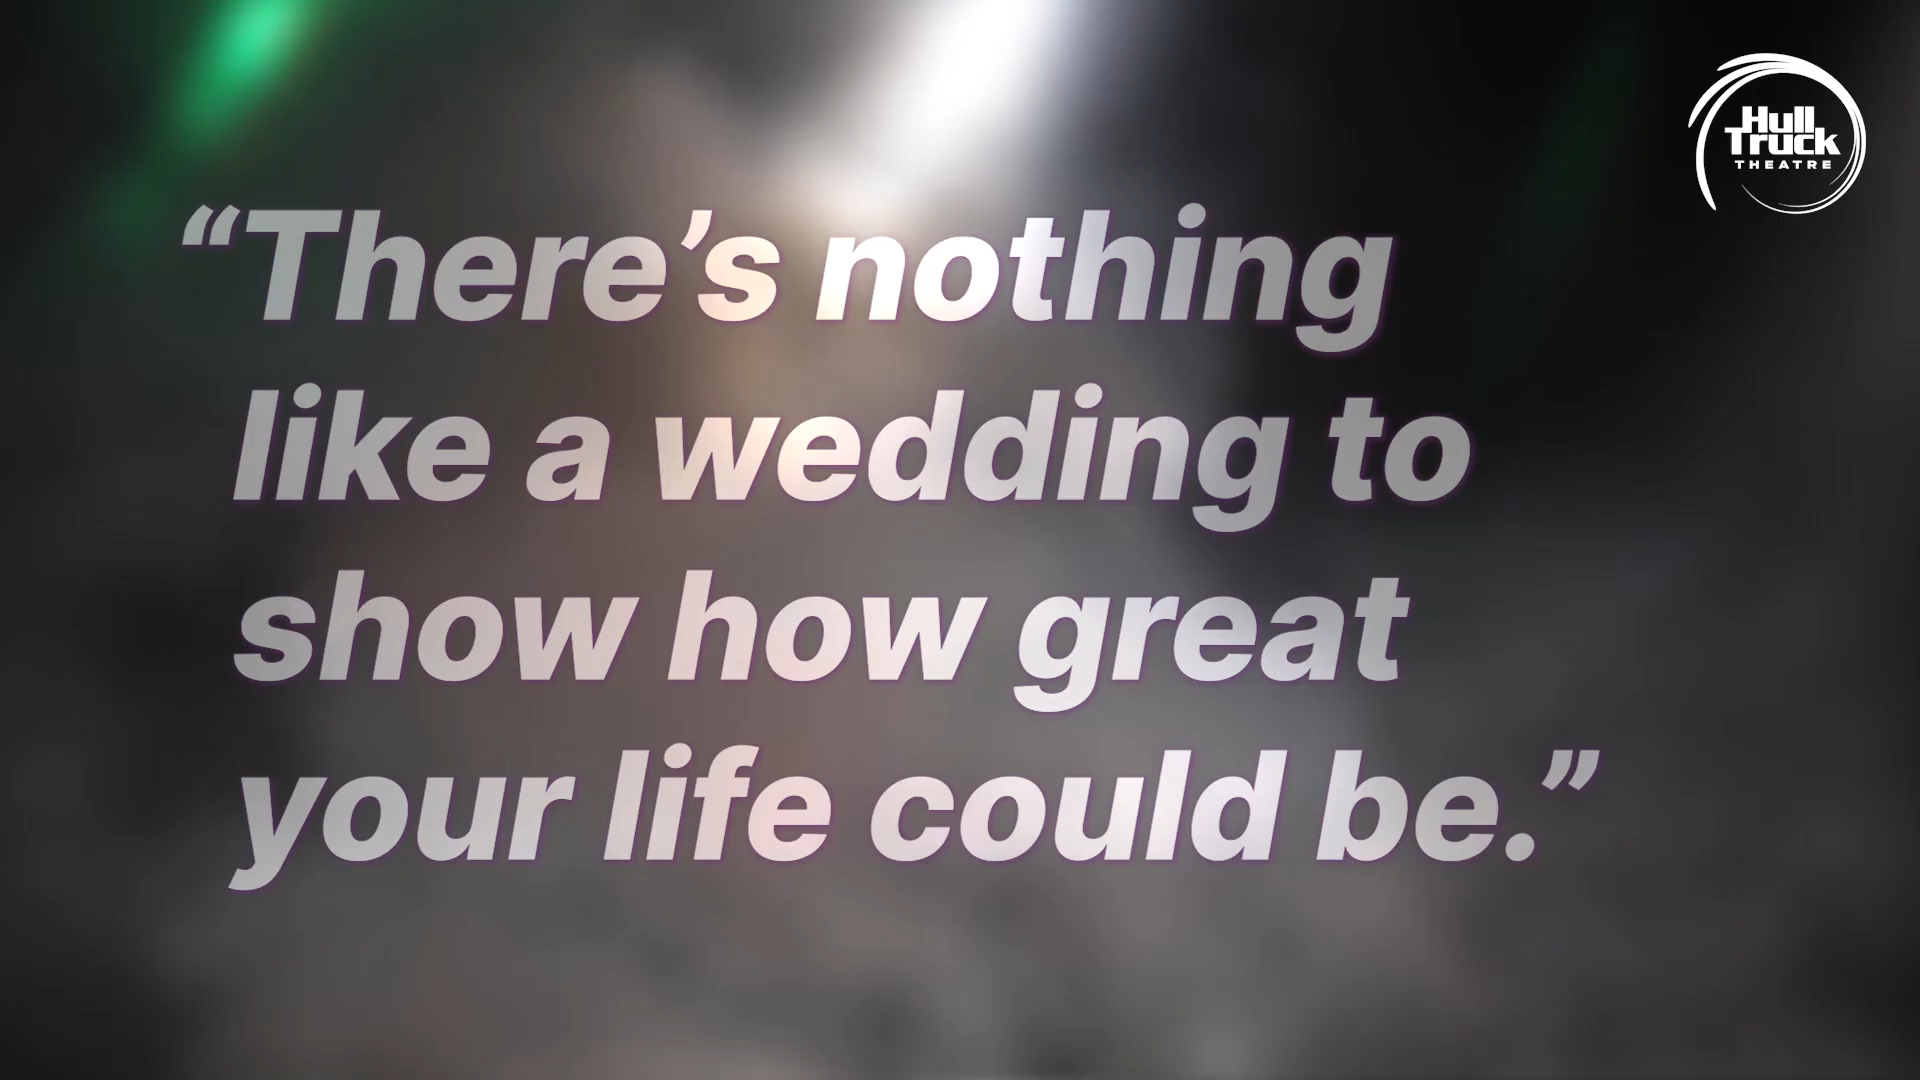 “There’s nothing
like a wedding to
show how great
your life could be.”
Hull
Truck
THEATRE